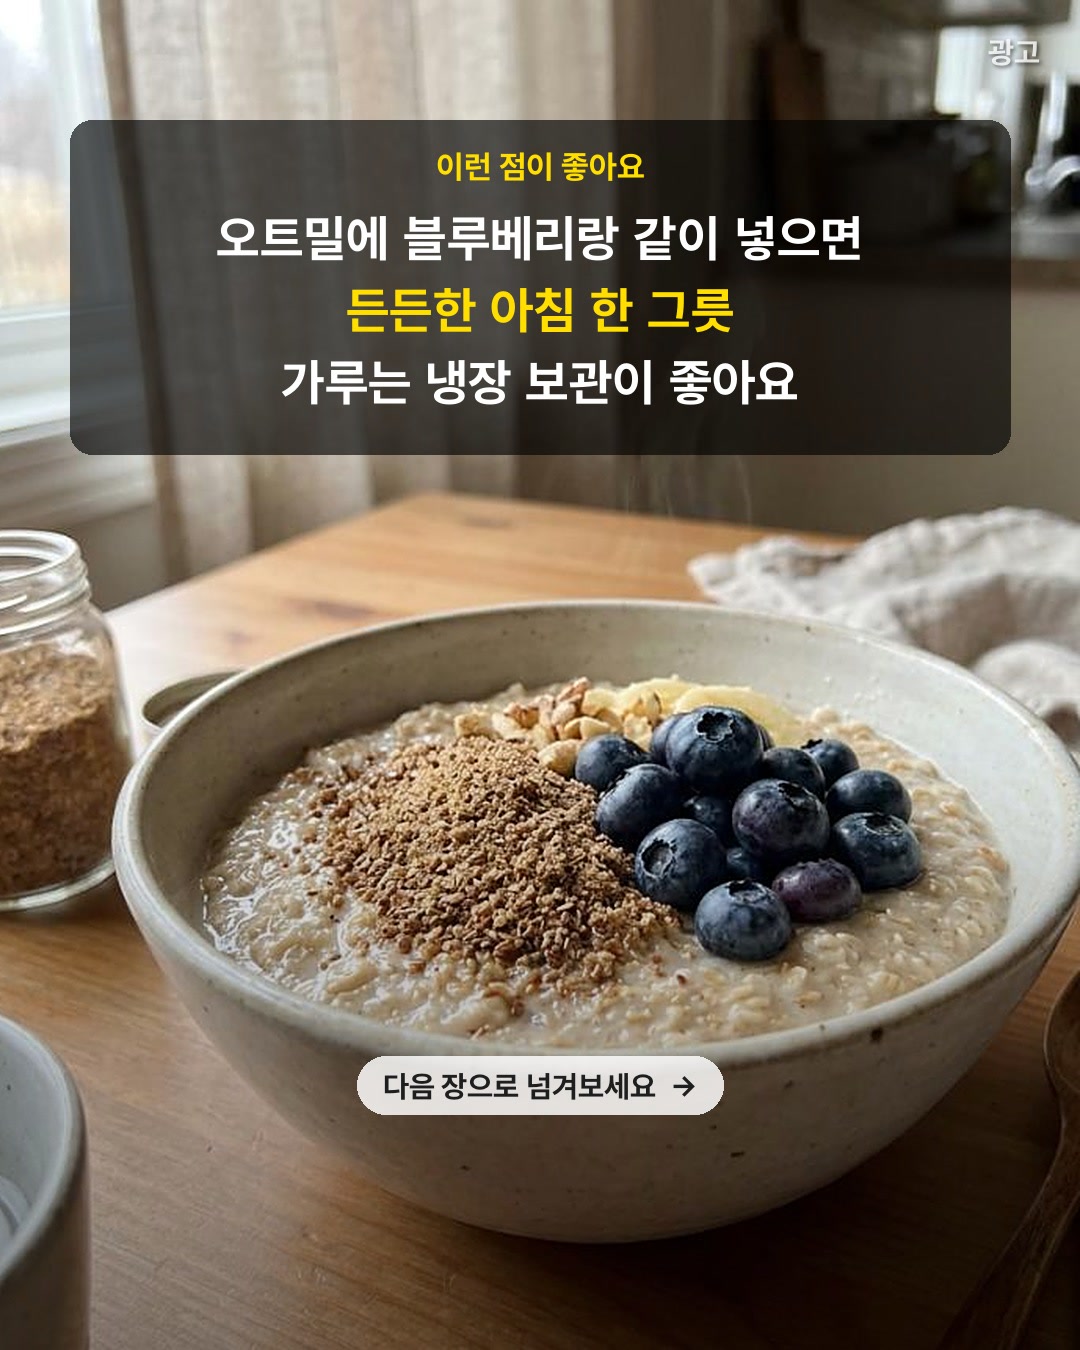 광고
이런 점이 좋아요
오트밀에 블루베리랑 같이 넣으면
든든한 아침 한 그릇
가루는 냉장 보관이 좋아요
다음 장으로 넘겨보세요 →